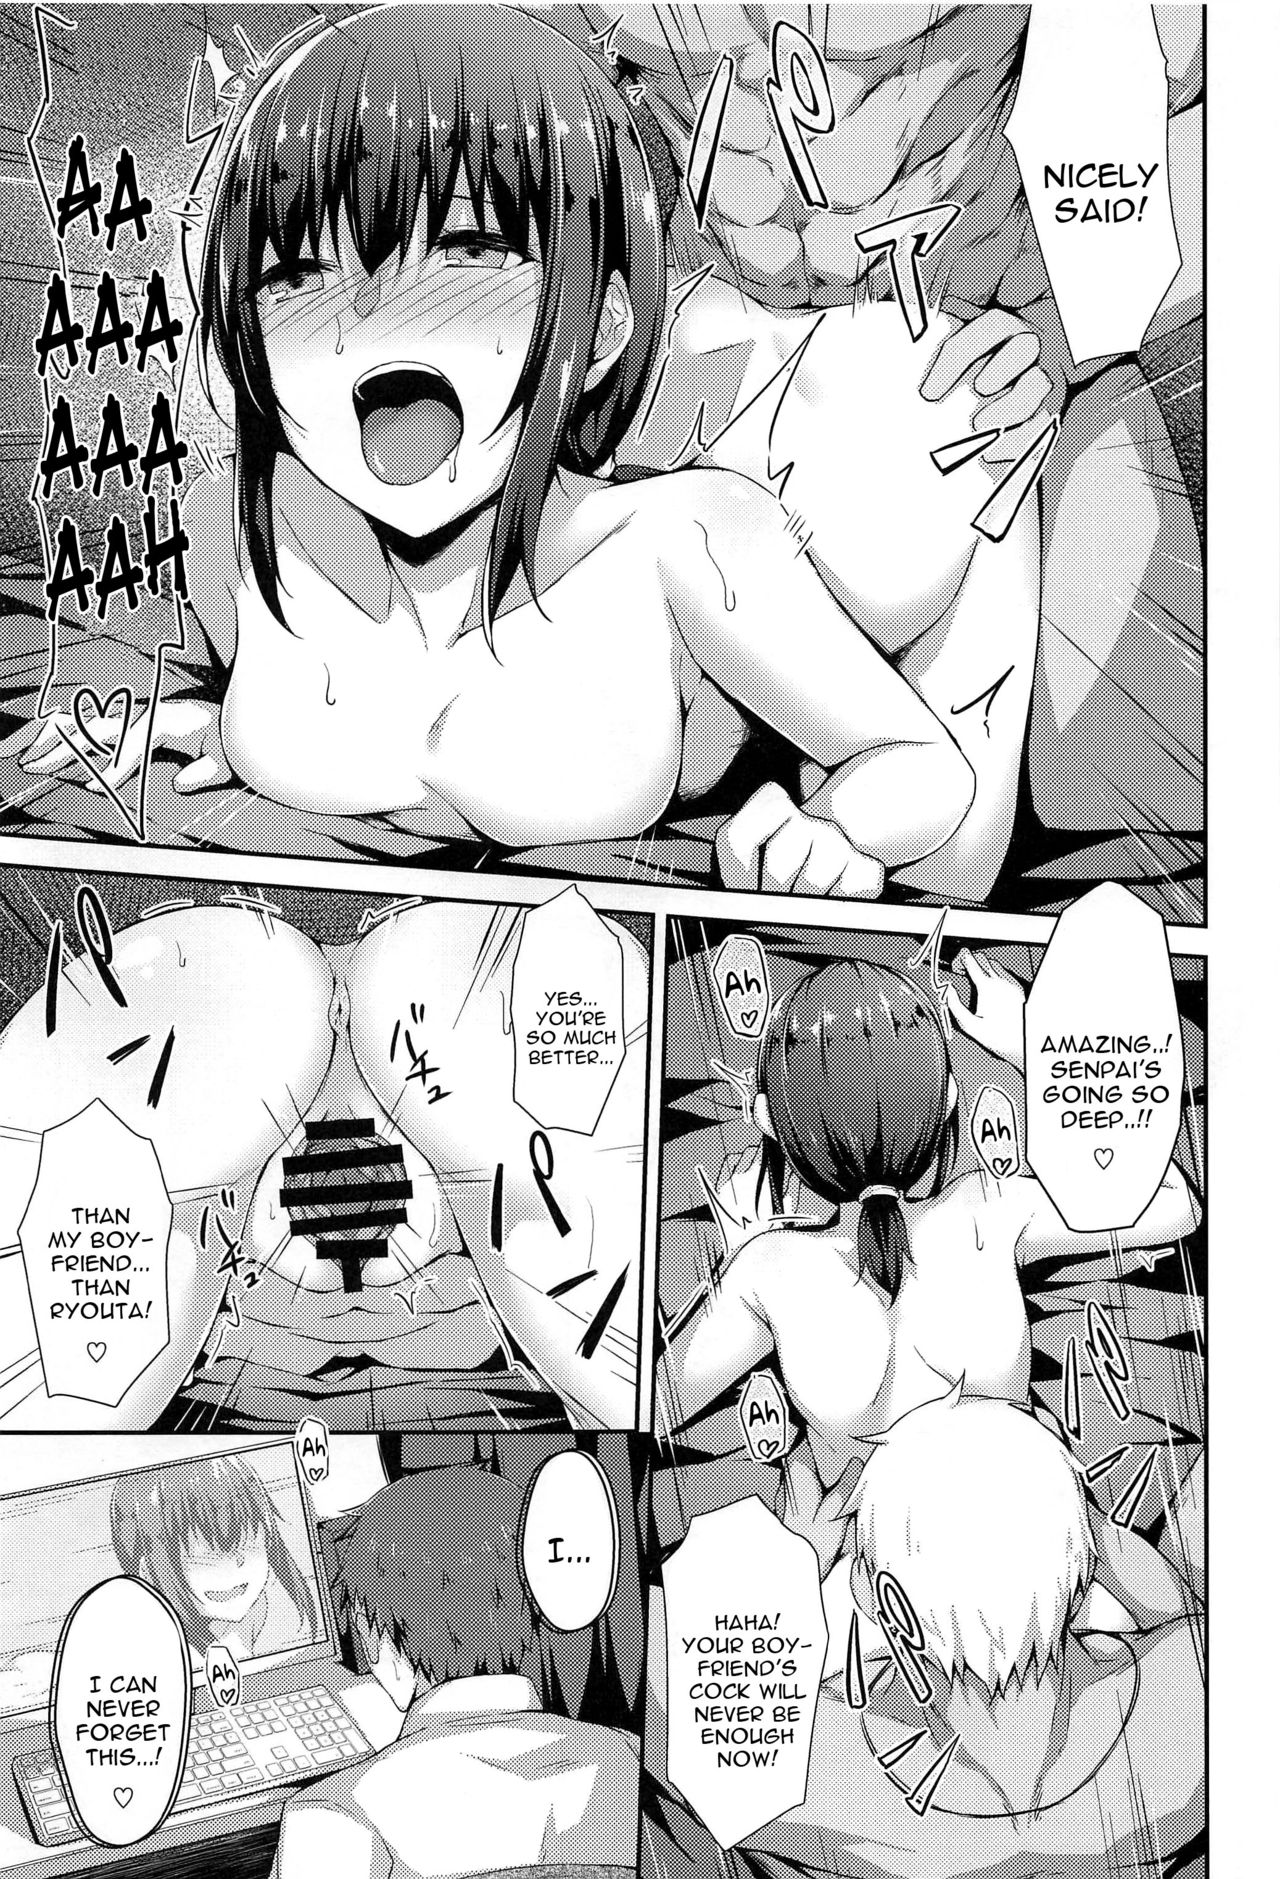 NICELY
SAID!
AA
AAA
AAA
AAH
♡
AMAZING..!
SENPAI'S
GOING SO
DEEP..!!
♡
Ah
♡
Ah
♡
Ah
♡
HAHA!
YOUR BOY-
FRIEND'S
COCK WILL
NEVER BE
ENOUGH
NOW!
YES...
YOU'RE
SO MUCH
BETTER...
THAN
MY BOY-
FRIEND...
THAN
RYOUTA!
♡
I...
Ah
♡
Ah
♡
I CAN
NEVER
FORGET
THIS...!
♡